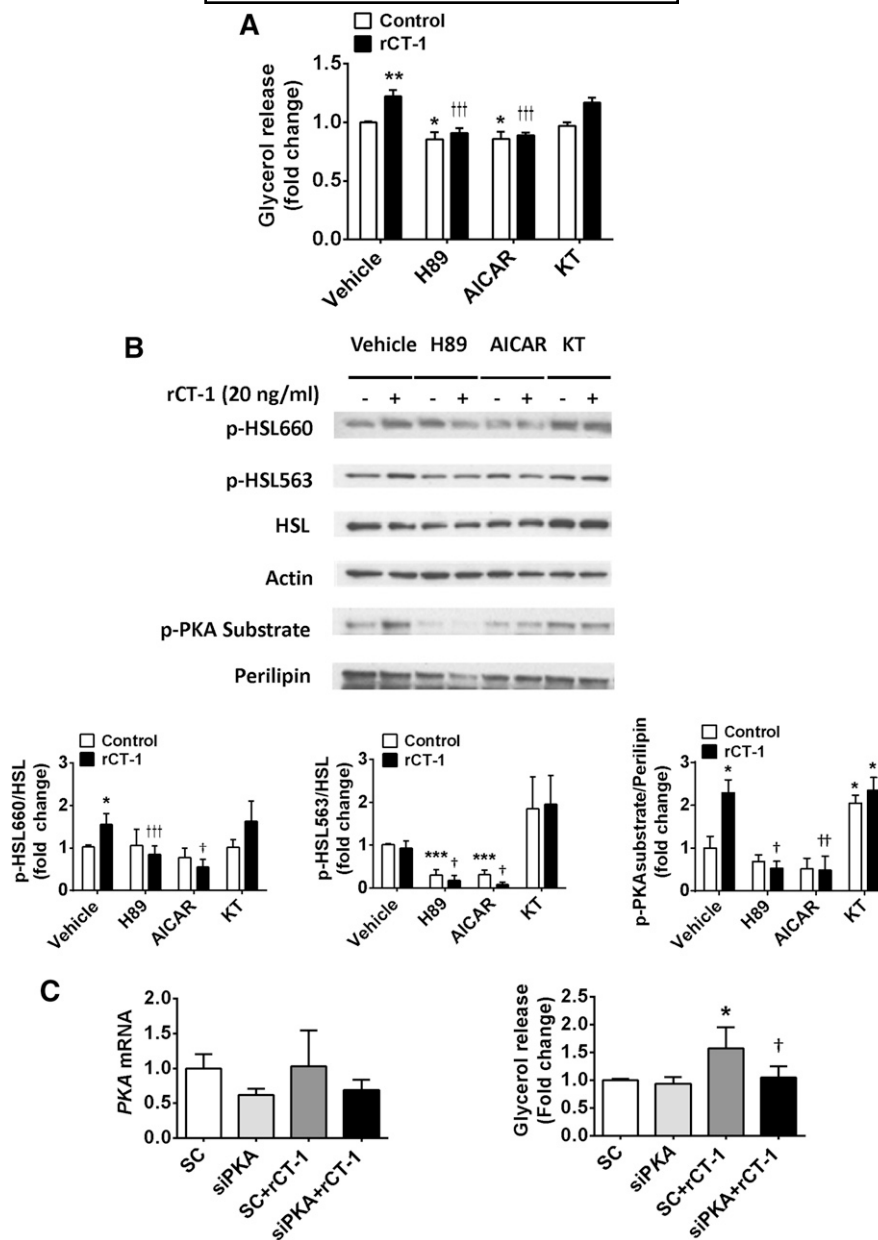 A
Control
rCT-1
Glycerol release
(fold change)
1.5
1.0
0.5
0.0
**
*
†††
*
†††
Vehicle
H89
AICAR
KT
B
Vehicle H89 AICAR KT
rCT-1 (20 ng/ml) - + - + - + - +
p-HSL660
p-HSL563
HSL
Actin
p-PKA Substrate
Perilipin
Control
rCT-1
p-HSL660/HSL
(fold change)
3
2
1
0
*
†††
†
Vehicle
H89
AICAR
KT
Control
rCT-1
p-HSL563/HSL
(fold change)
3
2
1
0
***
†
***
†
Vehicle
H89
AICAR
KT
Control
rCT-1
p-PKAsubstrate/Perilipin
(fold change)
3
2
1
0
*
†
††
*
*
Vehicle
H89
AICAR
KT
C
PKA mRNA
2.0
1.5
1.0
0.5
0.0
SC
siPKA
SC+rCT-1
siPKA+rCT-1
Glycerol release
(Fold change)
2.5
2.0
1.5
1.0
0.5
0.0
*
†
SC
siPKA
SC+rCT-1
siPKA+rCT-1